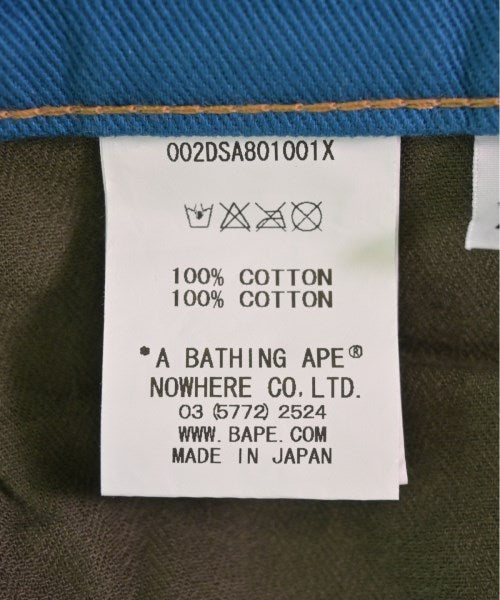 002DSA801001X
100% COTTON
100% COTTON
*A BATHING APE®
NOWHERE CO,LTD.
03 (5772) 2524
WWW.BAPE.COM
MADE IN JAPAN